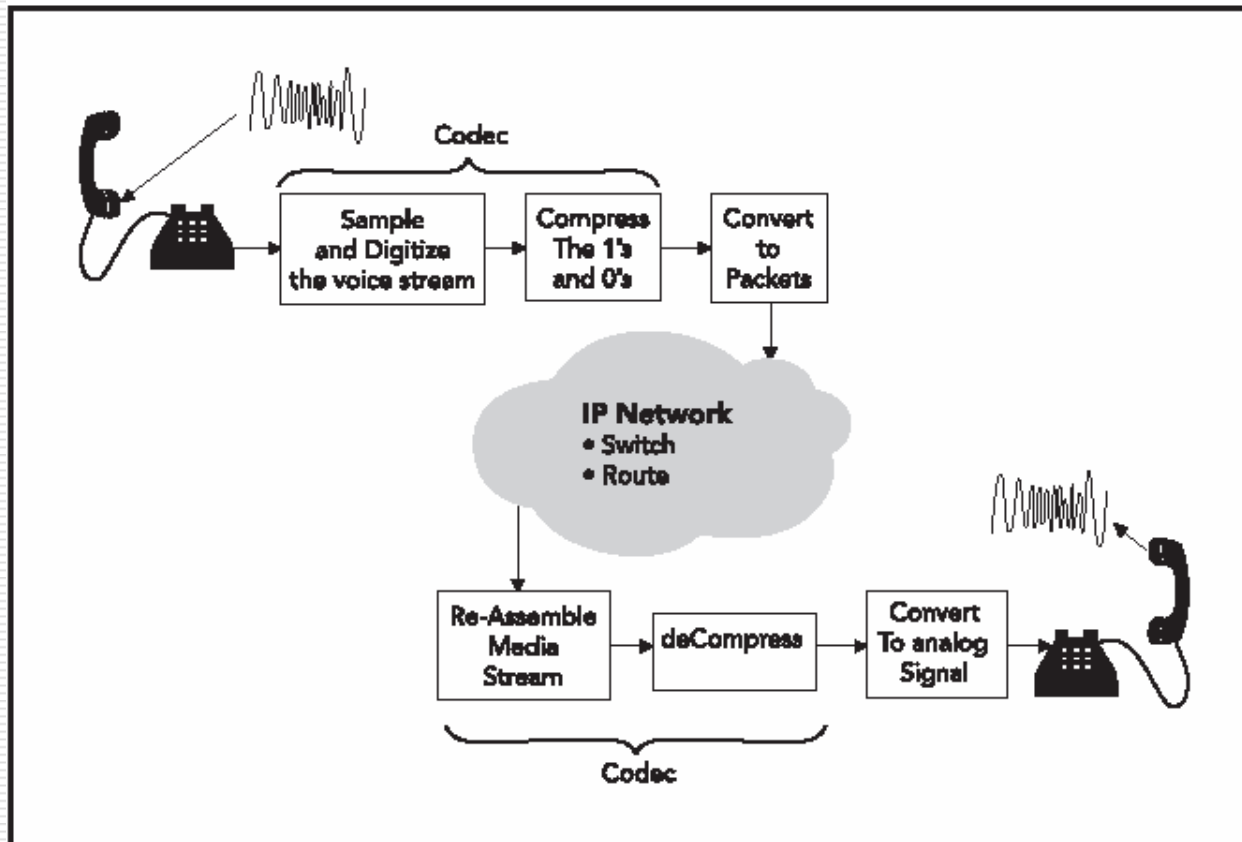 Codec
Sample
and Digitize
the voice stream
Compress
The 1's
and 0's
Convert
to
Packets
IP Network
• Switch
• Route
Re-Assemble
Media
Stream
deCompress
Convert
To analog
Signal
Codec